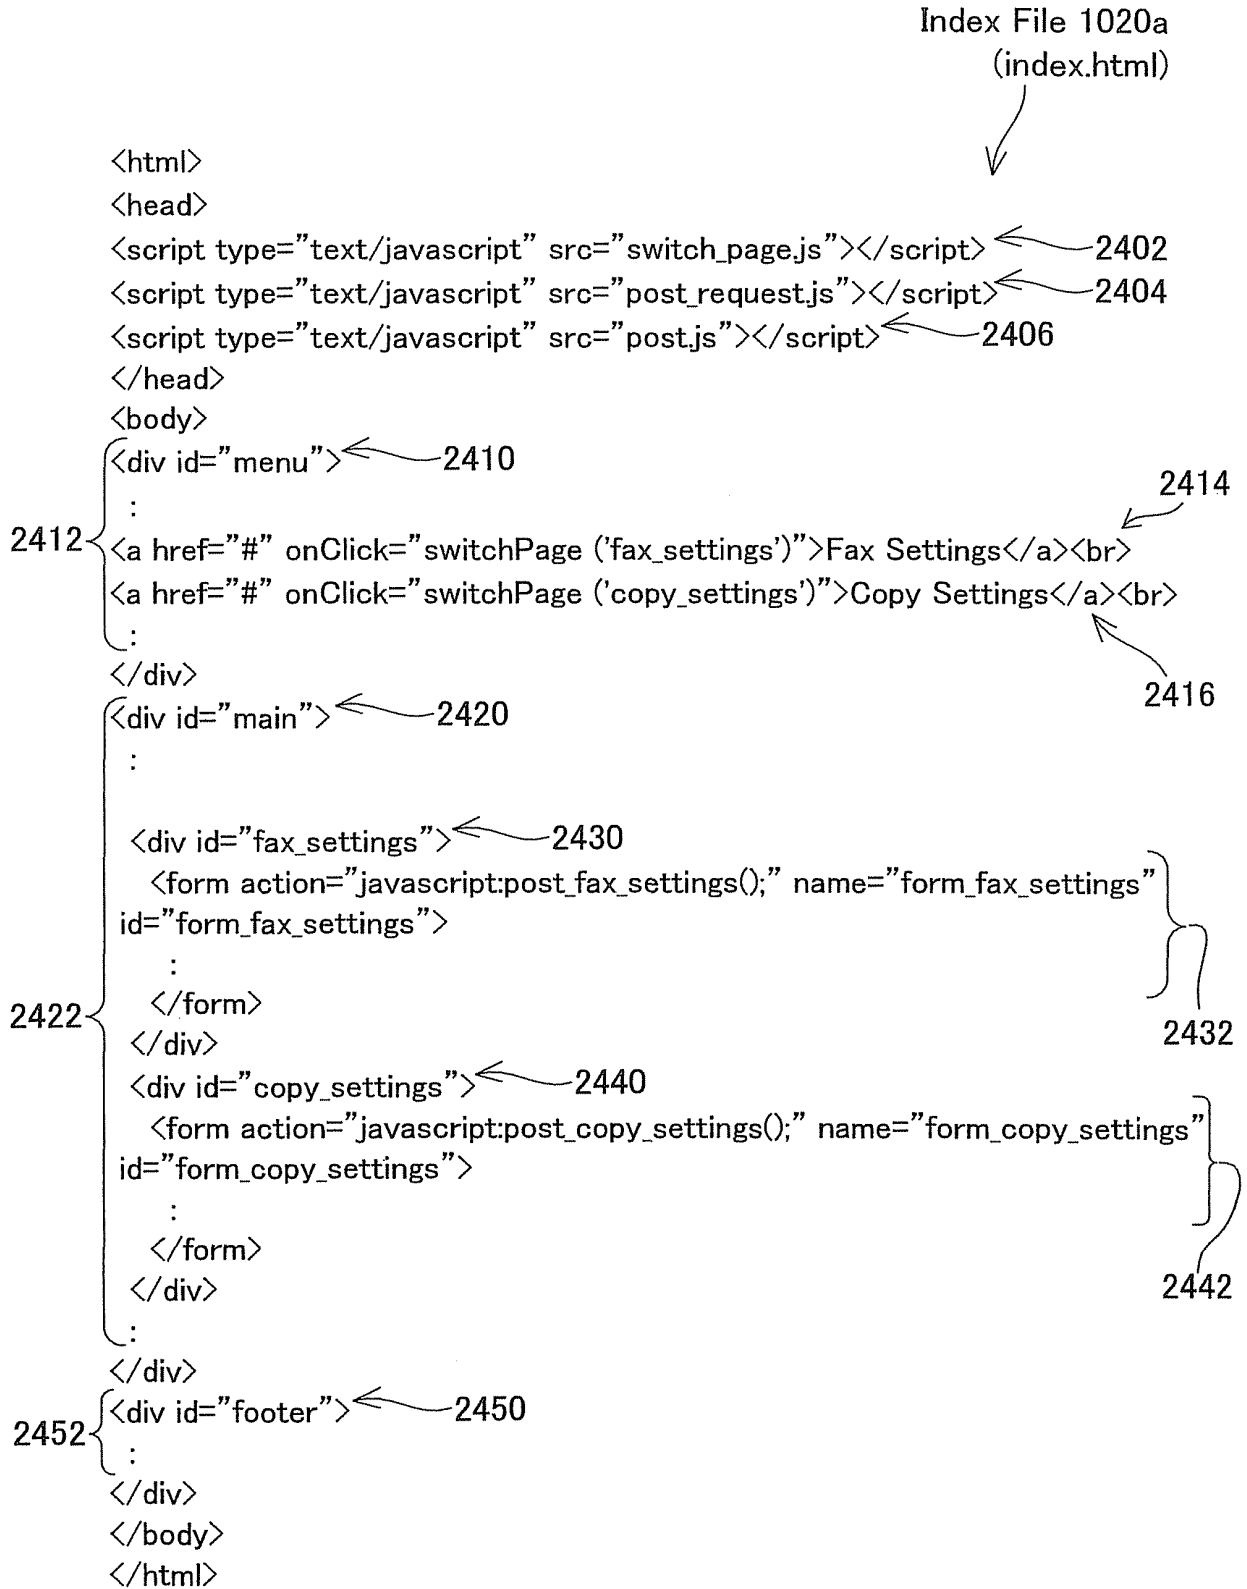 Index File 1020a
(index.html)
<html>
<head>
<script type="text/javascript" src="switch_page.js"></script> 2402
<script type="text/javascript" src="post_request.js"></script> 2404
<script type="text/javascript" src="post.js"></script> 2406
</head>
<body>
<div id="menu"> 2410
:
2414
2412
<a href="#" onClick="switchPage ('fax_settings')">Fax Settings</a><br>
<a href="#" onClick="switchPage ('copy_settings')">Copy Settings</a><br>
:
</div>
2416
<div id="main"> 2420
:
<div id="fax_settings"> 2430
<form action="javascript:post_fax_settings();" name="form_fax_settings"
id="form_fax_settings">
:
</form>
2422
2432
</div>
<div id="copy_settings"> 2440
<form action="javascript:post_copy_settings();" name="form_copy_settings"
id="form_copy_settings">
:
</form>
</div>
2442
:
</div>
<div id="footer"> 2450
2452
:
</div>
</body>
</html>